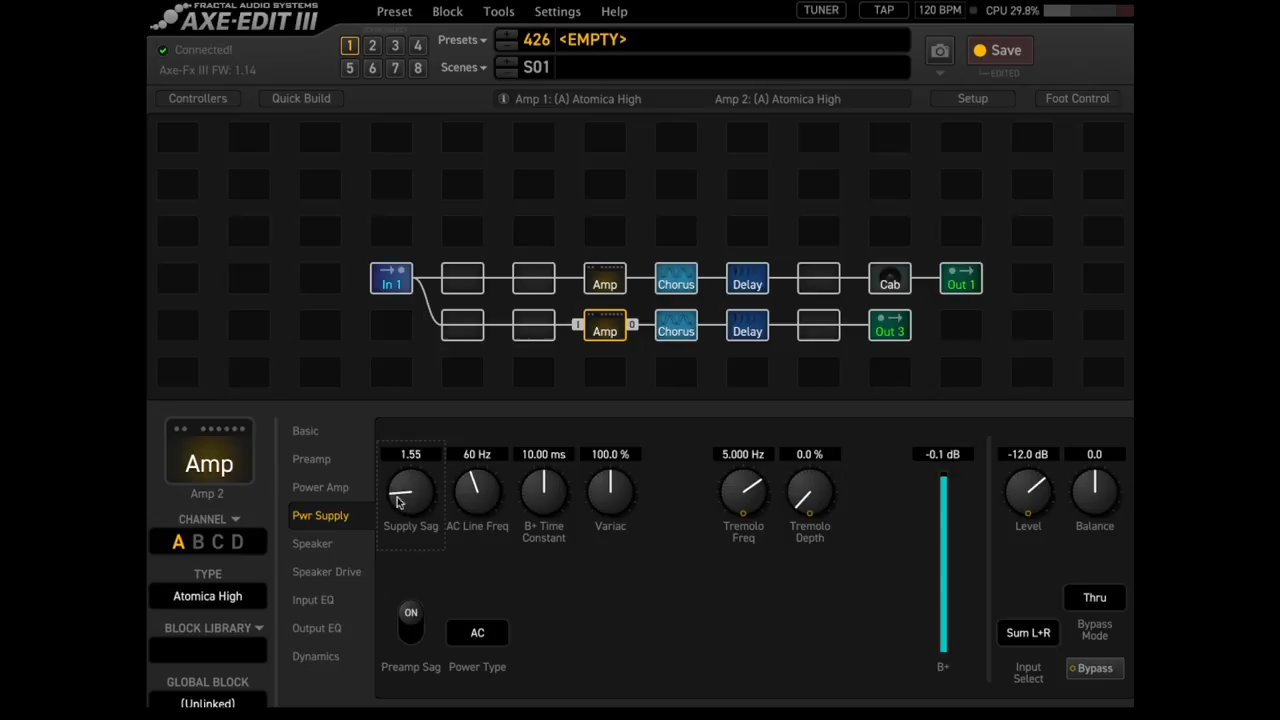 FRACTAL AUDIO SYSTEMS
AXE-EDIT III
Preset Block Tools Settings Help
TUNER TAP 120 BPM CPU 29.8%
Connected!
Axe-Fx III FW: 1.14
1 2 3 4
5 6 7 8
Presets 426 <EMPTY>
Scenes S01
Save
EDITED
Controllers Quick Build Amp 1: (A) Atomica High Amp 2: (A) Atomica High Setup Foot Control
In 1 Amp Chorus Delay Cab Out 1
I Amp O Chorus Delay Out 3
Amp
Amp 2
CHANNEL
A B C D
TYPE
Atomica High
BLOCK LIBRARY
GLOBAL BLOCK
(Unlinked)
Basic
Preamp
Power Amp
Pwr Supply
Speaker
Speaker Drive
Input EQ
Output EQ
Dynamics
1.55 60 Hz 10.00 ms 100.0 % 5.000 Hz 0.0 % -0.1 dB -12.0 dB 0.0
Supply Sag AC Line Freq B+ Time Constant Variac Tremolo Freq Tremolo Depth Level Balance
ON AC Sum L+R Thru
Preamp Sag Power Type B+ Input Select Bypass Mode
Bypass